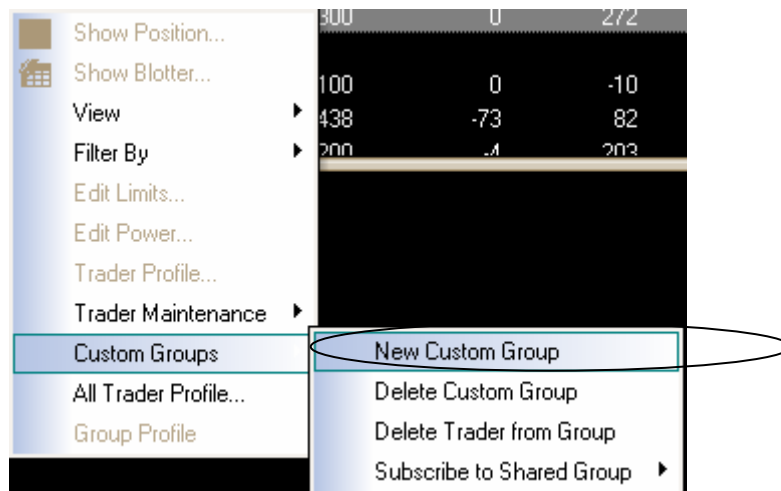 Show Position...
300 0 272
Show Blotter...
100 0 -10
View
438 -73 82
Filter By
200 -4 203
Edit Limits...
Edit Power...
Trader Profile...
Trader Maintenance
Custom Groups
New Custom Group
All Trader Profile...
Delete Custom Group
Group Profile
Delete Trader from Group
Subscribe to Shared Group